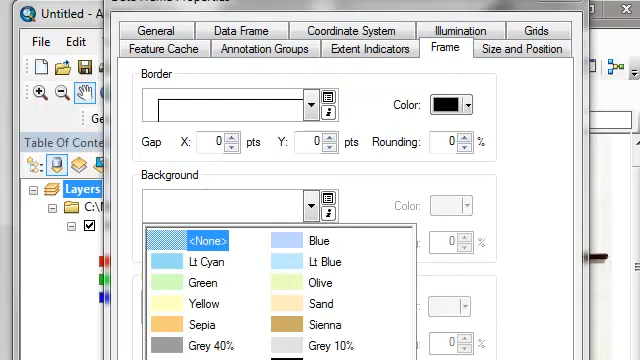 Untitled - A
File Edit
General Data Frame Coordinate System Illumination Grids
Feature Cache Annotation Groups Extent Indicators Frame Size and Position
Border
Color:
Gap X: 0 pts Y: 0 pts Rounding: 0 %
Table Of Conte
Background
Layers
Color:
C:\N
0 %
<None> Blue
Lt Cyan Lt Blue
Green Olive
Yellow Sand
Sepia Sienna
0 %
Grey 40% Grey 10%